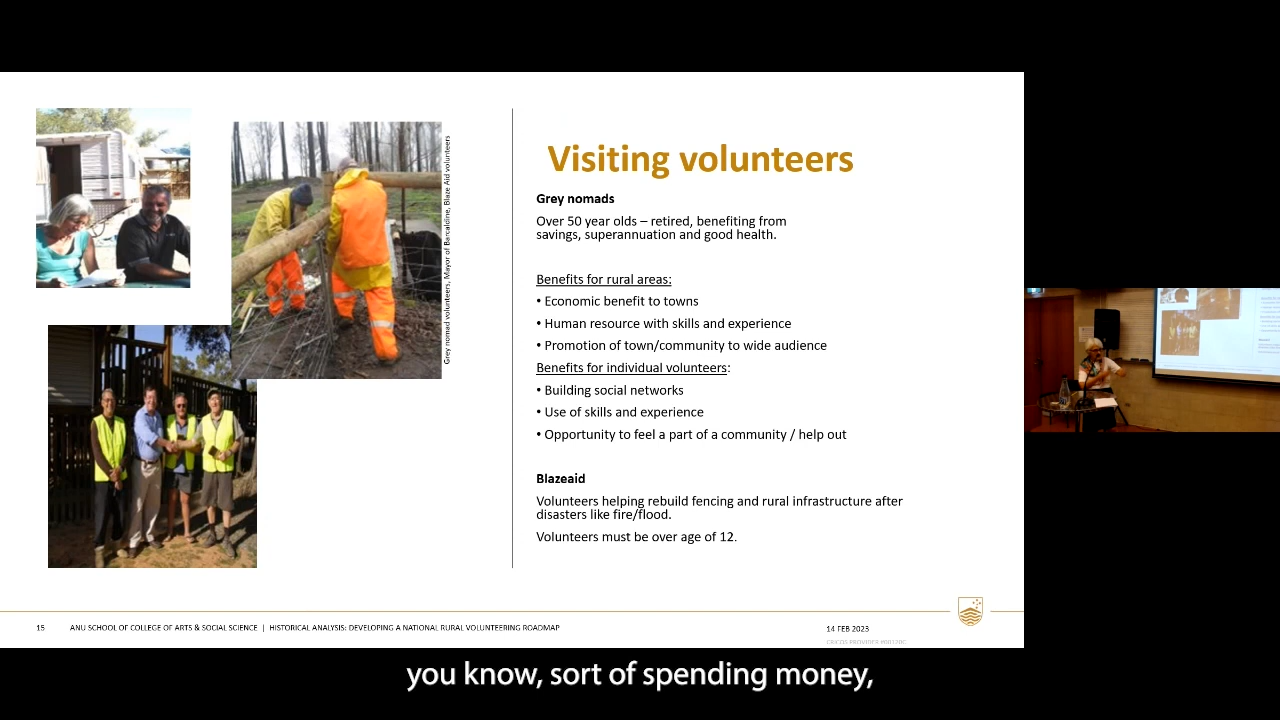 Visiting volunteers
Grey nomads
Over 50 year olds – retired, benefiting from
savings, superannuation and good health.
Benefits for rural areas:
• Economic benefit to towns
• Human resource with skills and experience
• Promotion of town/community to wide audience
Benefits for individual volunteers:
• Building social networks
• Use of skills and experience
• Opportunity to feel a part of a community / help out
Blazeaid
Volunteers helping rebuild fencing and rural infrastructure after
disasters like fire/flood.
Volunteers must be over age of 12.
Grey nomad volunteers, Mayor of Barcaldine, Blaze Aid volunteers
15 ANU SCHOOL OF COLLEGE OF ARTS & SOCIAL SCIENCE | HISTORICAL ANALYSIS: DEVELOPING A NATIONAL RURAL VOLUNTEERING ROADMAP
14 FEB 2023
you know, sort of spending money,